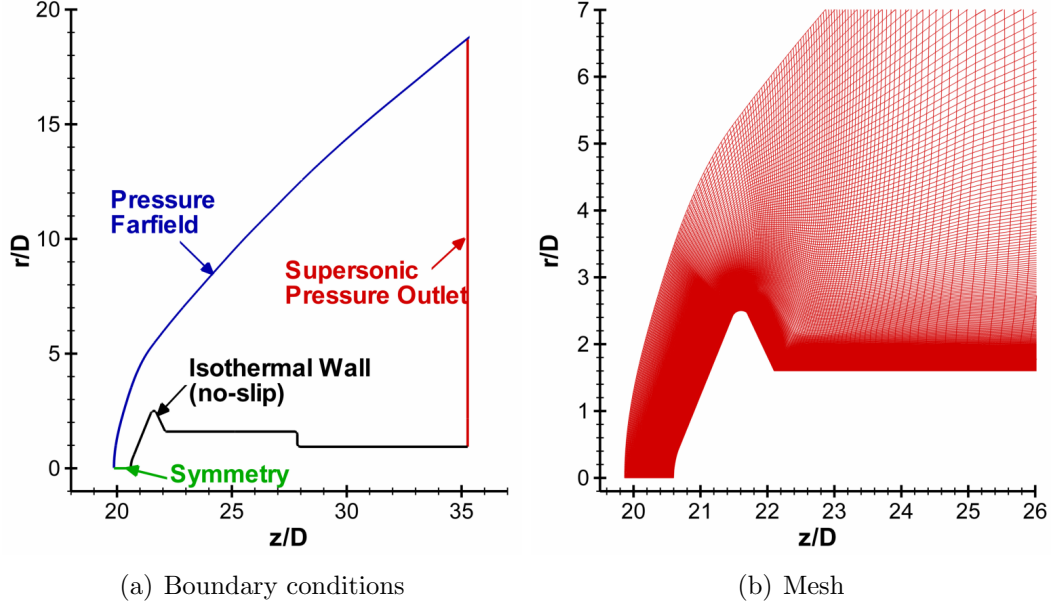 20
15
10
5
0
r/D
Pressure
Farfield
Supersonic
Pressure Outlet
Isothermal Wall
(no-slip)
Symmetry
20 25 30 35
z/D
(a) Boundary conditions
7
6
5
4
3
2
1
0
r/D
20 21 22 23 24 25 26
z/D
(b) Mesh